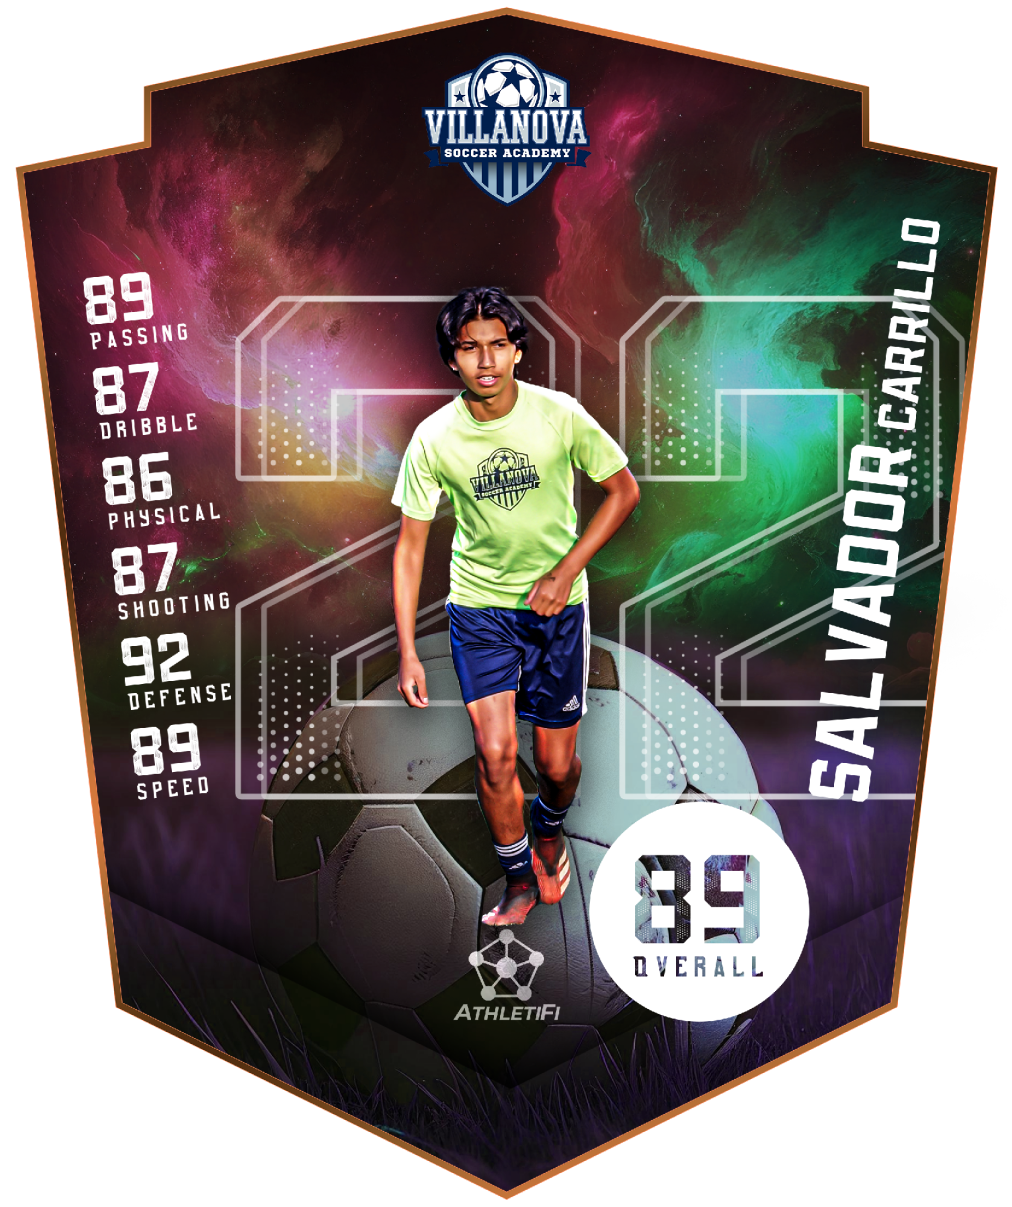 VILLANOVA
SOCCER ACADEMY
89
PASSING
87
DRIBBLE
86
PHYSICAL
87
SHOOTING
92
DEFENSE
89
SPEED
22
VILLANOVA
SOCCER ACADEMY
adidas
SALVADOR CARRILLO
89
OVERALL
ATHLETIFI